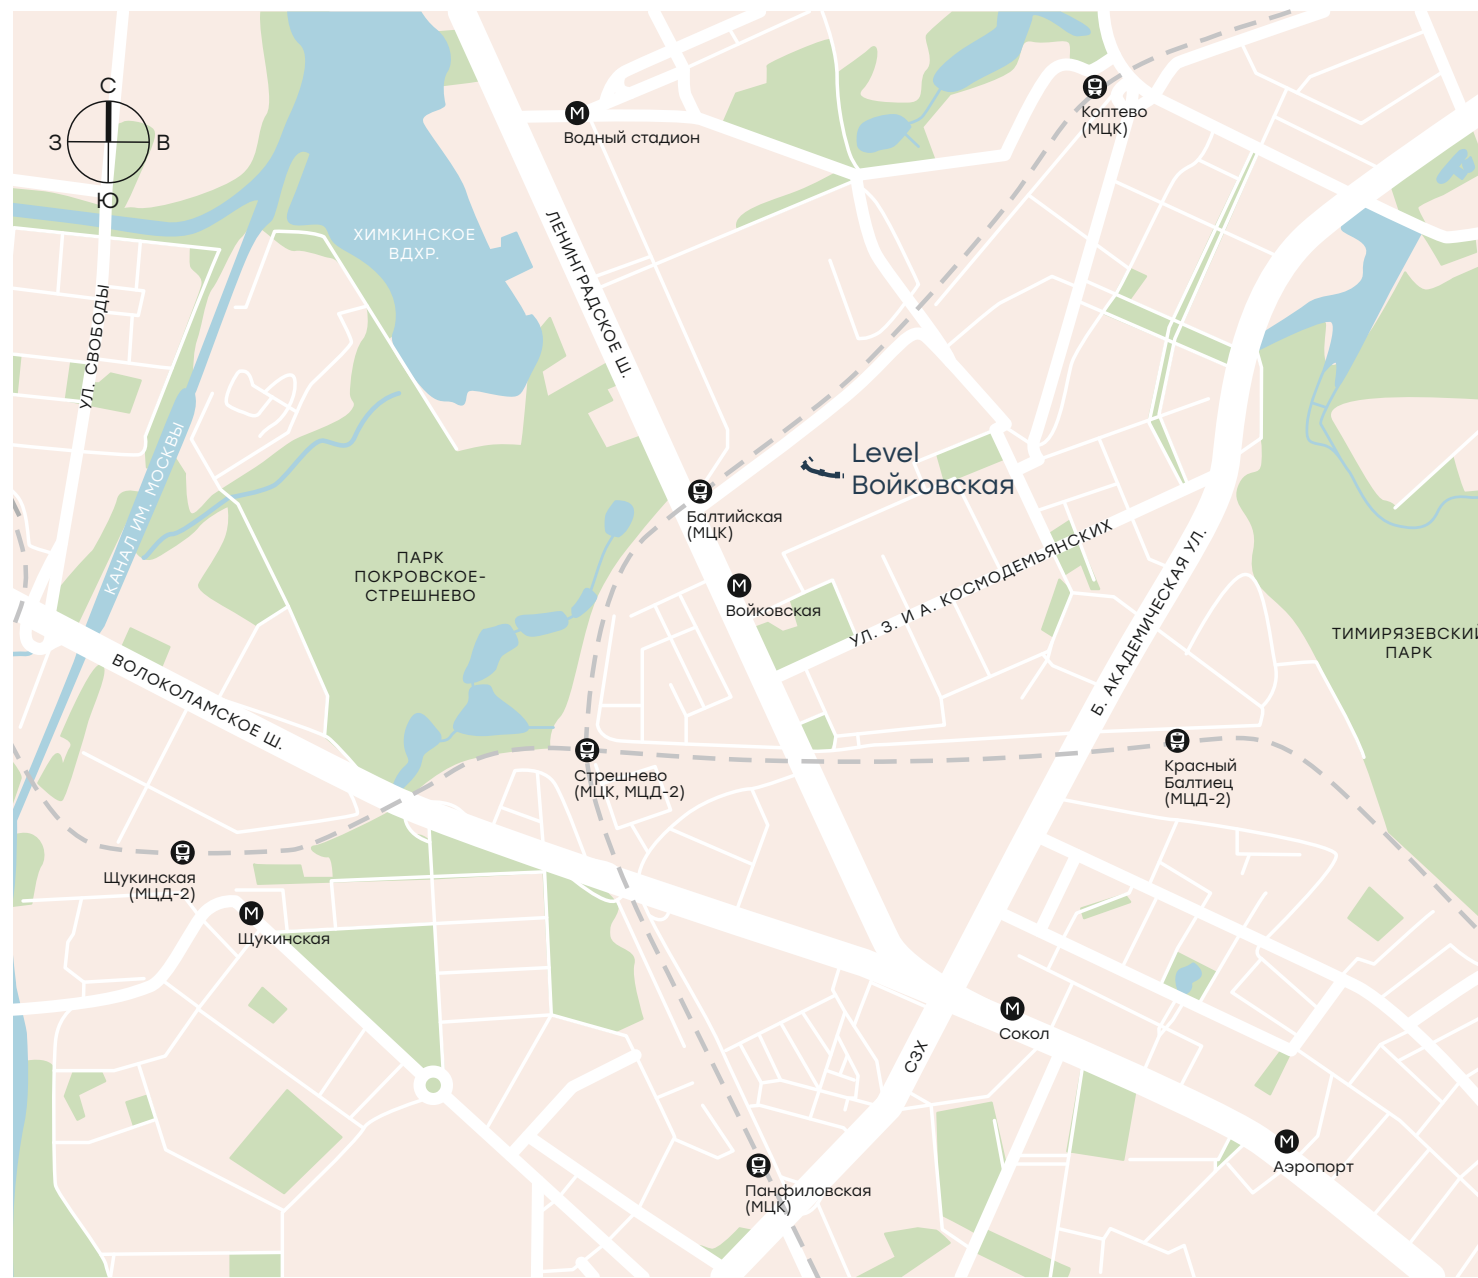 С
З
В
Ю
М
Водный стадион
Коптево
(МЦК)
ХИМКИНСКОЕ
ВДХР.
ЛЕНИНГРАДСКОЕ Ш.
УЛ. СВОБОДЫ
КАНАЛ ИМ. МОСКВЫ
Level
Войковская
Балтийская
(МЦК)
ПАРК
ПОКРОВСКОЕ-
СТРЕШНЕВО
М
Войковская
УЛ. З. И А. КОСМОДЕМЬЯНСКИХ
Б. АКАДЕМИЧЕСКАЯ УЛ.
ТИМИРЯЗЕВСКИЙ
ПАРК
ВОЛОКОЛАМСКОЕ Ш.
Стрешнево
(МЦК, МЦД-2)
Красный
Балтиец
(МЦД-2)
Щукинская
(МЦД-2)
М
Щукинская
М
Сокол
СЗХ
М
Аэропорт
Панфиловская
(МЦК)